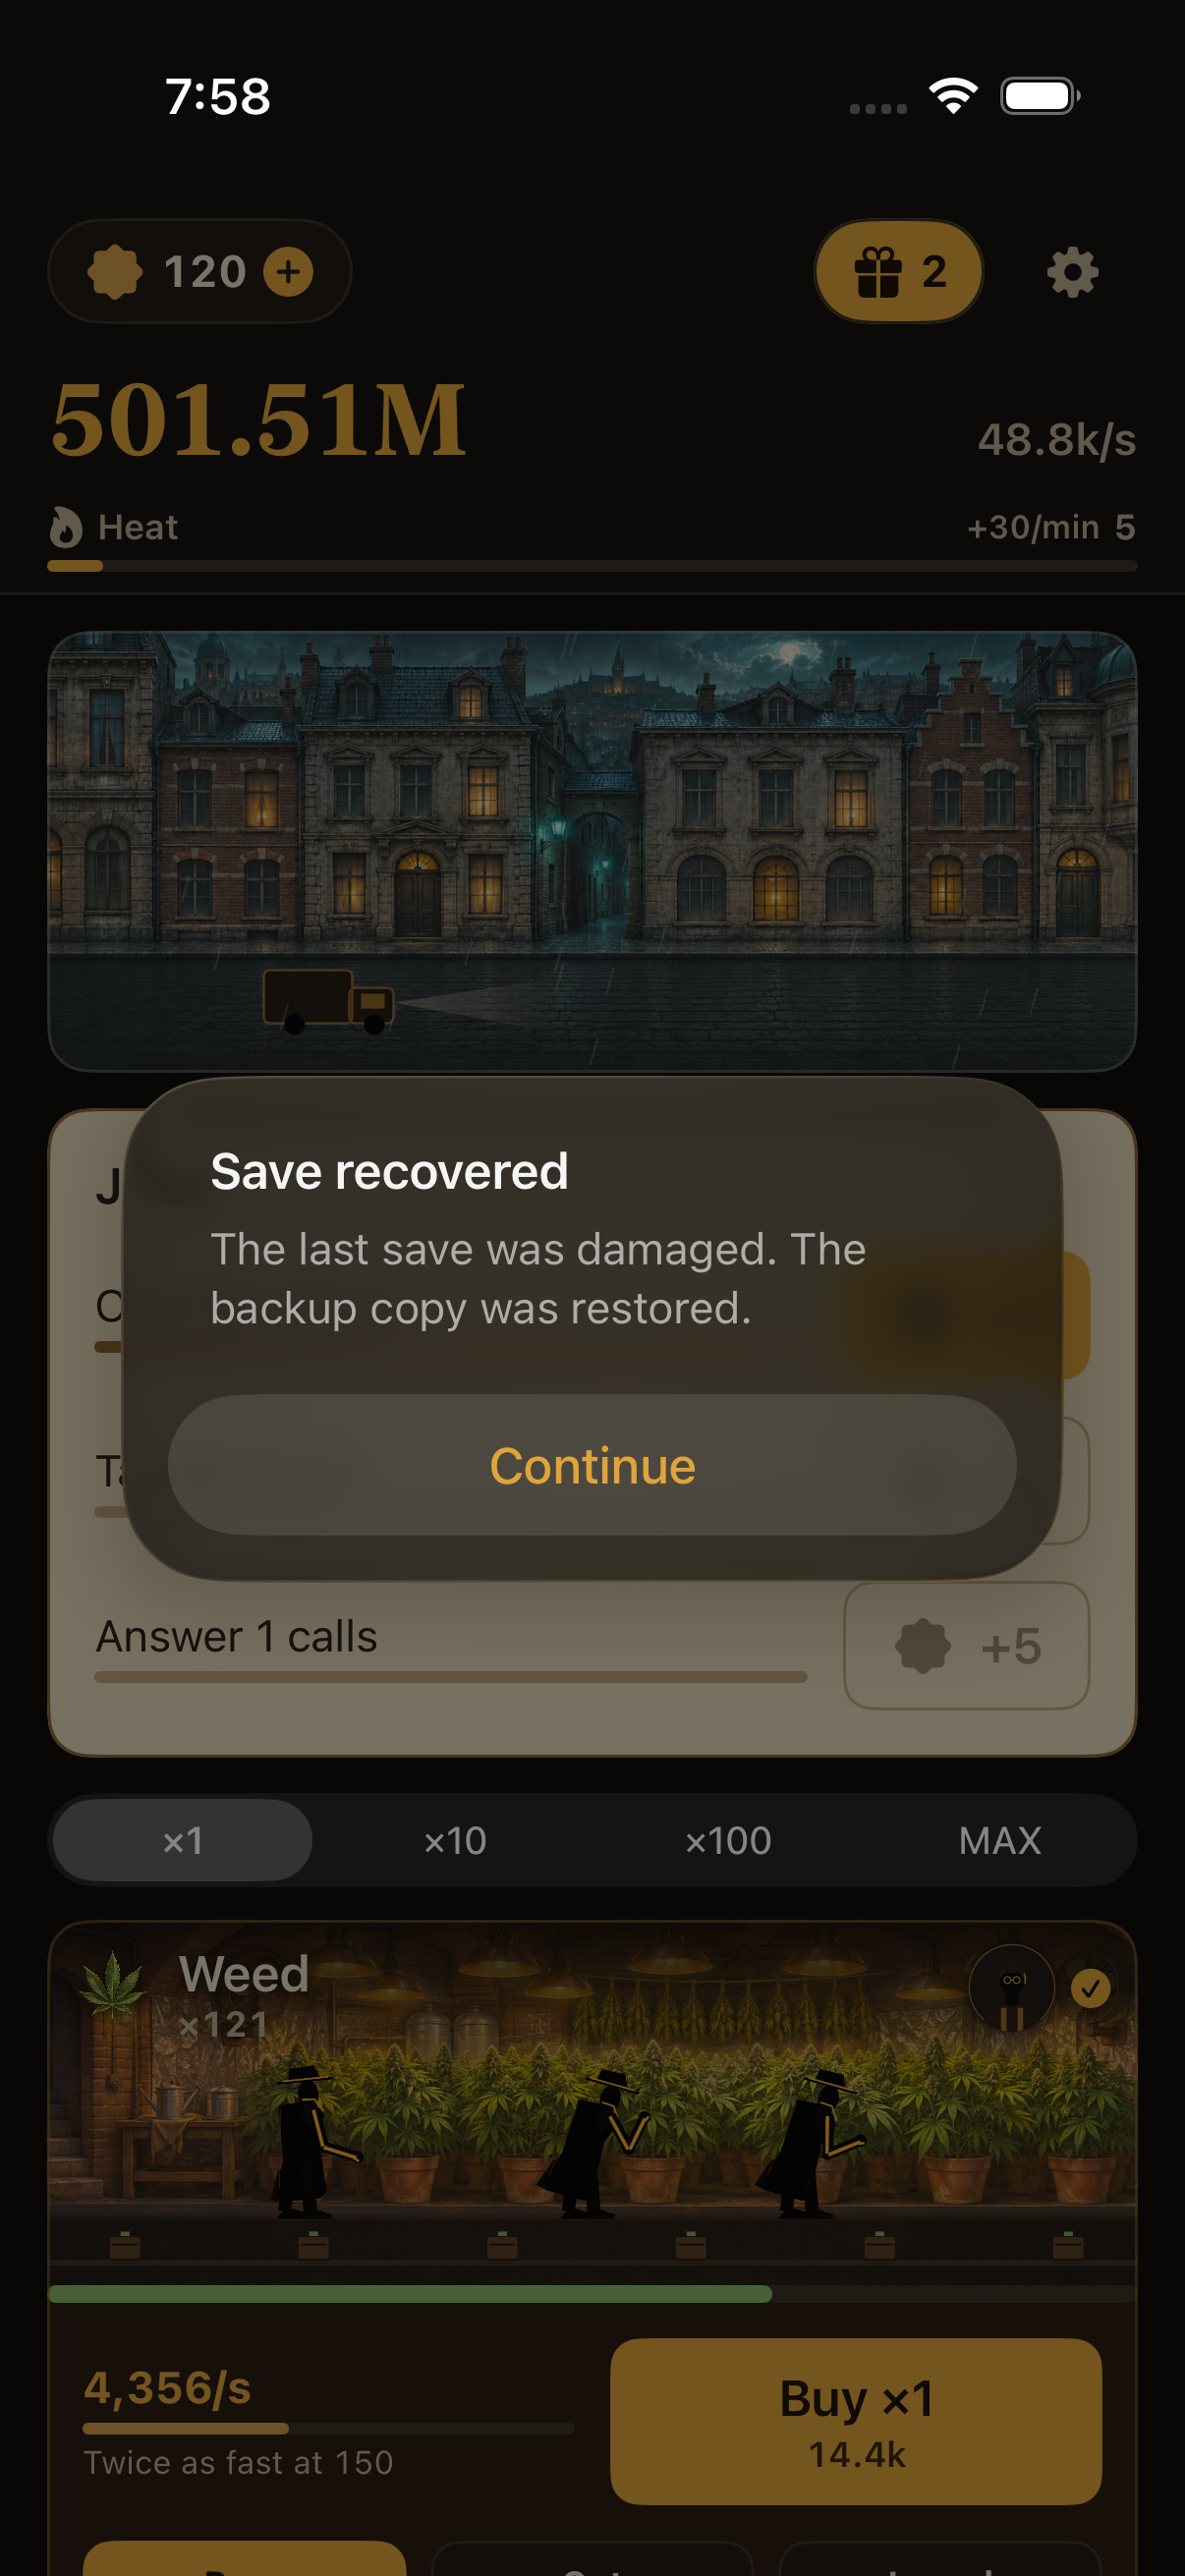 7:58
120
2
501.51M
48.8k/s
Heat
+30/min 5
Save recovered
The last save was damaged. The
backup copy was restored.
Continue
Answer 1 calls
+5
×1
×10
×100
MAX
Weed
×121
4,356/s
Twice as fast at 150
Buy ×1
14.4k